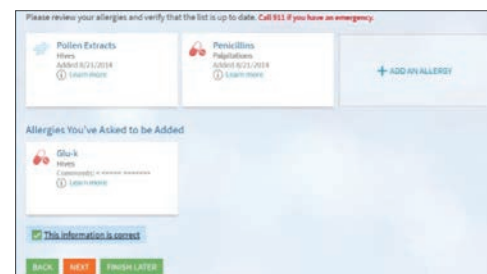 Please review your allergies and verify that the list is up to date. Call 911 if you have an emergency.
Pollen Extracts
Hives
Added 8/21/2014
Learn more
Penicillins
Palpitations
Added 8/21/2014
Learn more
+ ADD AN ALLERGY
Allergies You've Asked to be Added
Glu-k
Hives
Comments:
Learn more
This information is correct
BACK
NEXT
FINISH LATER